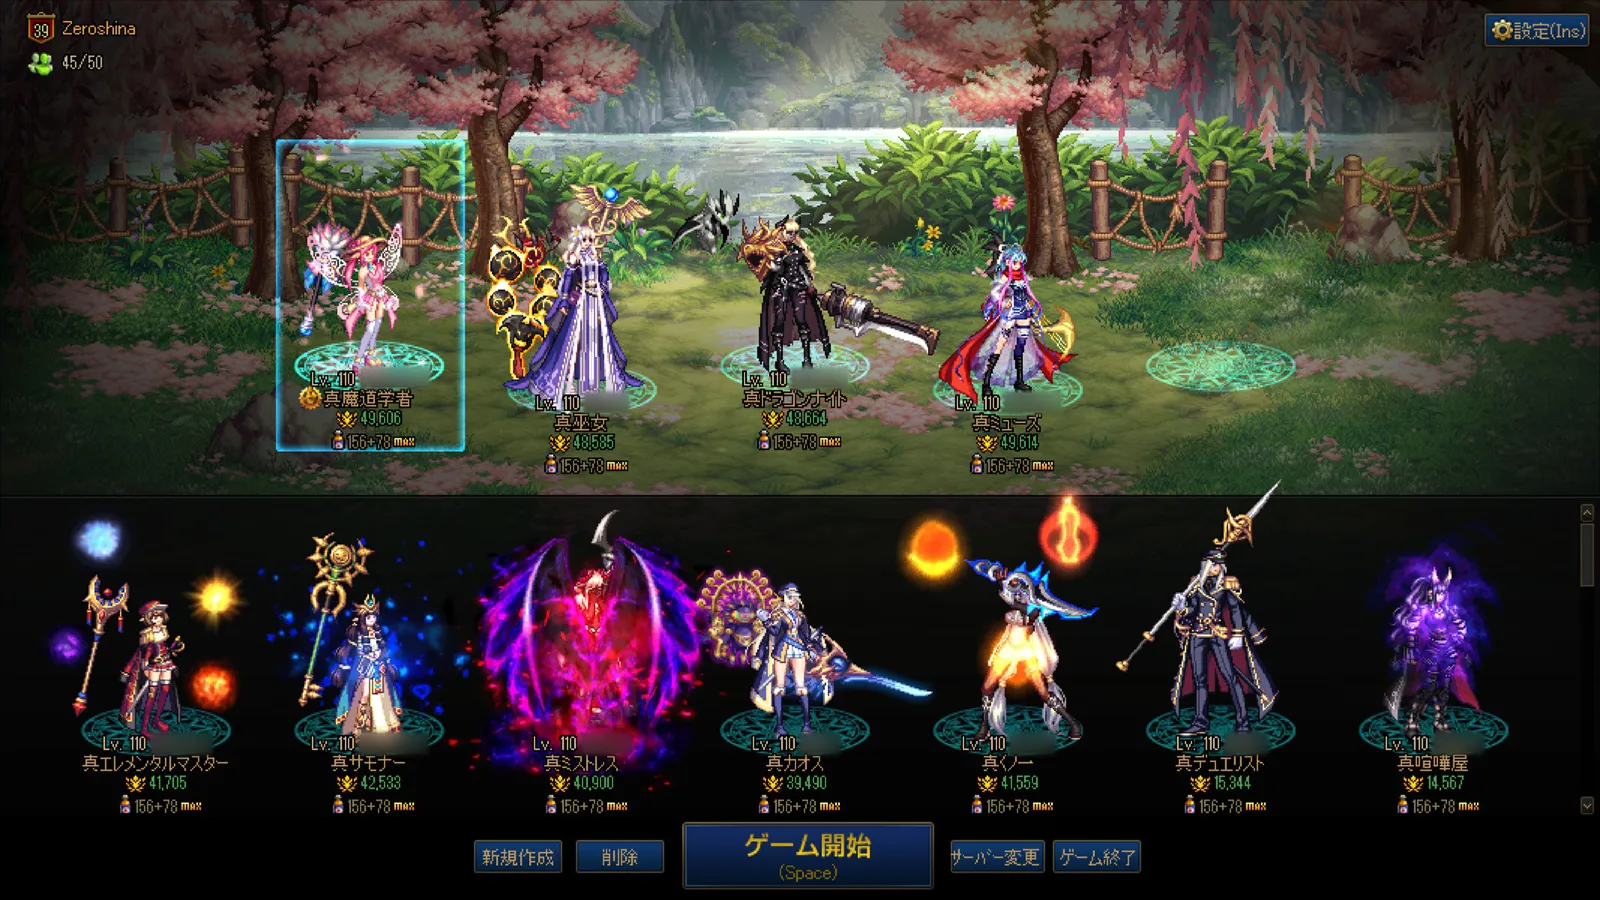 39 Zeroshina
45/50
設定(Ins)
Lv. 110
真魔道学者
49,606
156+78 MAX
Lv. 110
真巫女
48,585
156+78 MAX
Lv. 110
真ドラゴンナイト
48,664
156+78 MAX
Lv. 110
真ミューズ
49,614
156+78 MAX
Lv. 110
真エレメンタルマスター
41,705
156+78 MAX
Lv. 110
真サモナー
42,533
156+78 MAX
Lv. 110
真ミストレス
40,900
156+78 MAX
Lv. 110
真カオス
39,490
156+78 MAX
Lv. 110
真くノ一
41,559
156+78 MAX
Lv. 110
真デュエリスト
15,344
156+78 MAX
Lv. 110
真喧嘩屋
14,567
156+78 MAX
新規作成
削除
ゲーム開始
(Space)
サーバー変更
ゲーム終了